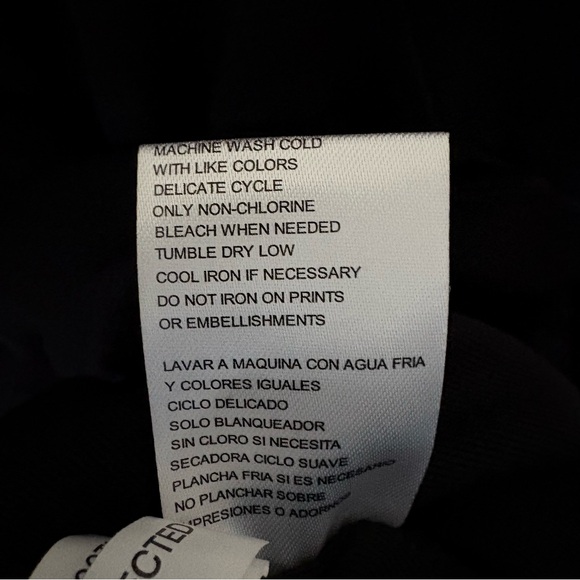 MACHINE WASH COLD
WITH LIKE COLORS
DELICATE CYCLE
ONLY NON-CHLORINE
BLEACH WHEN NEEDED
TUMBLE DRY LOW
COOL IRON IF NECESSARY
DO NOT IRON ON PRINTS
OR EMBELLISHMENTS
LAVAR A MAQUINA CON AGUA FRIA
Y COLORES IGUALES
CICLO DELICADO
SOLO BLANQUEADOR
SIN CLORO SI NECESITA
SECADORA CICLO SUAVE
PLANCHA FRIA SI ES NECESARIO
NO PLANCHAR SOBRE
O